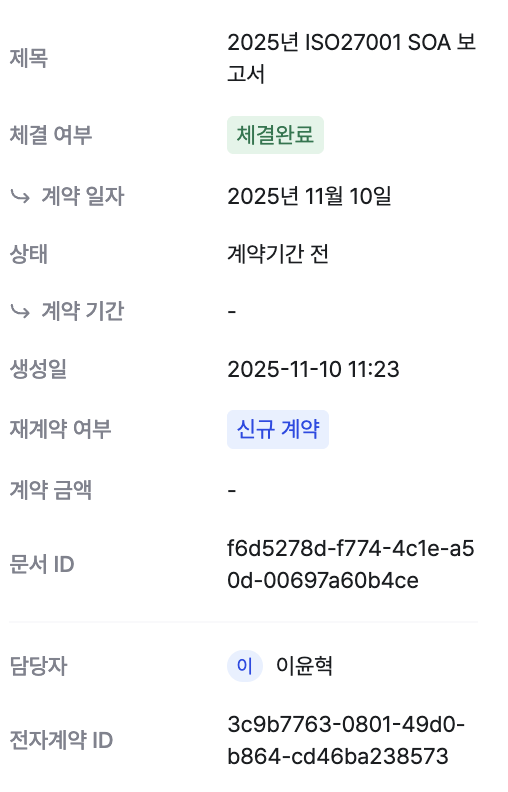 제목
2025년 ISO27001 SOA 보
고서
체결 여부
체결완료
계약 일자
2025년 11월 10일
상태
계약기간 전
계약 기간
-
생성일
2025-11-10 11:23
재계약 여부
신규 계약
계약 금액
-
문서 ID
f6d5278d-f774-4c1e-a5
0d-00697a60b4ce
담당자
이 이윤혁
전자계약 ID
3c9b7763-0801-49d0-
b864-cd46ba238573